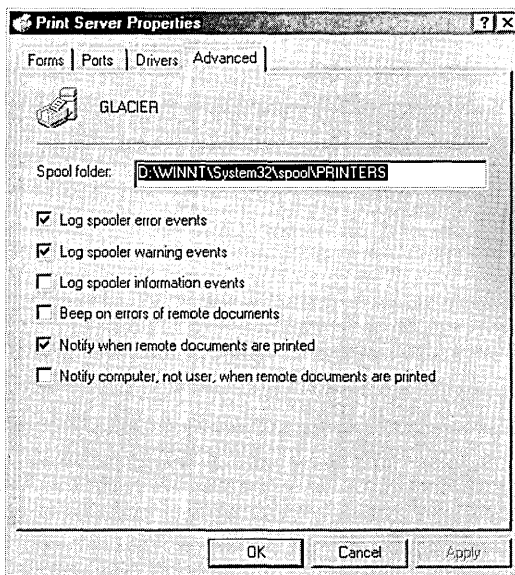 Print Server Properties
Forms Ports Drivers Advanced
GLACIER
Spool folder: D:\WINNT\System32\spool\PRINTERS
Log spooler error events
Log spooler warning events
Log spooler information events
Beep on errors of remote documents
Notify when remote documents are printed
Notify computer, not user, when remote documents are printed
OK Cancel Apply